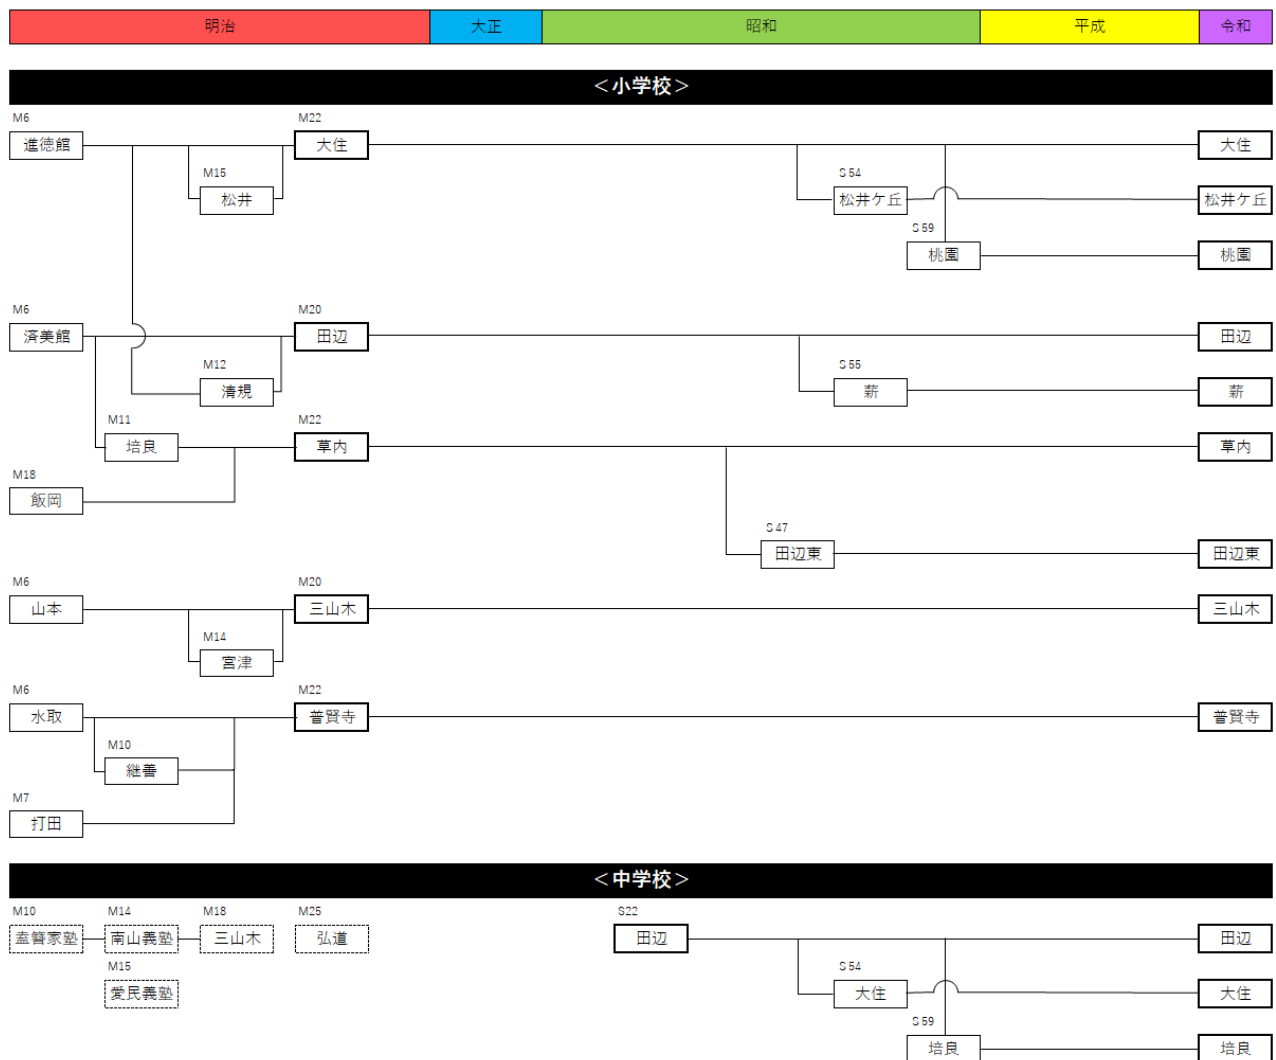 明治 大正 昭和 平成 令和
＜小学校＞
M6 M22
進徳館 大住 大住
M15 S54
松井 松井ケ丘 松井ケ丘
S59
桃園 桃園
M6 M20
済美館 田辺 田辺
M12 S55
清規 薪 薪
M11 M22
培良 草内 草内
M18
飯岡
S47
田辺東 田辺東
M6 M20
山本 三山木 三山木
M14
宮津
M6 M22
水取 普賢寺 普賢寺
M10
継善
M7
打田
＜中学校＞
M10 M14 M18 M25 S22
盍簪家塾 南山義塾 三山木 弘道 田辺 田辺
M15 S54
愛民義塾 大住 大住
S59
培良 培良